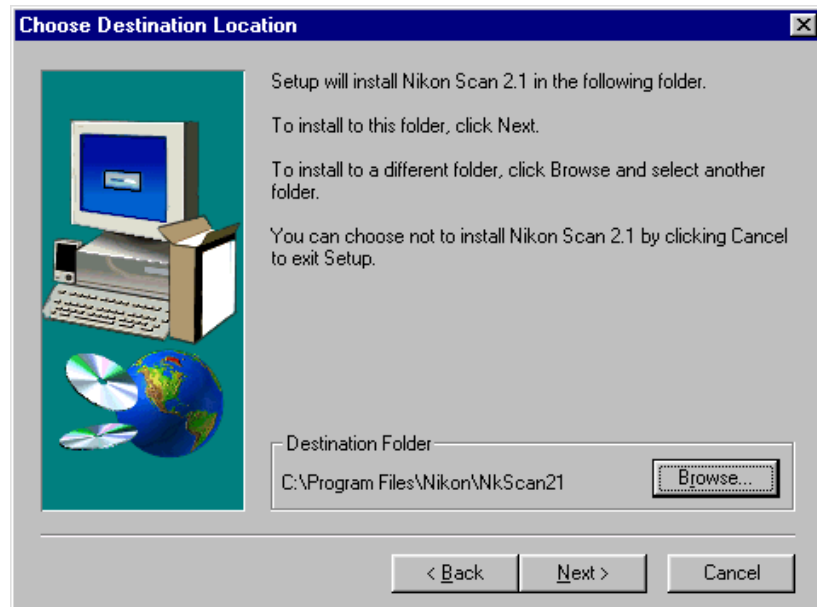 Choose Destination Location
Setup will install Nikon Scan 2.1 in the following folder.
To install to this folder, click Next.
To install to a different folder, click Browse and select another
folder.
You can choose not to install Nikon Scan 2.1 by clicking Cancel
to exit Setup.
Destination Folder
C:\Program Files\Nikon\NkScan21
Browse...
< Back
Next >
Cancel